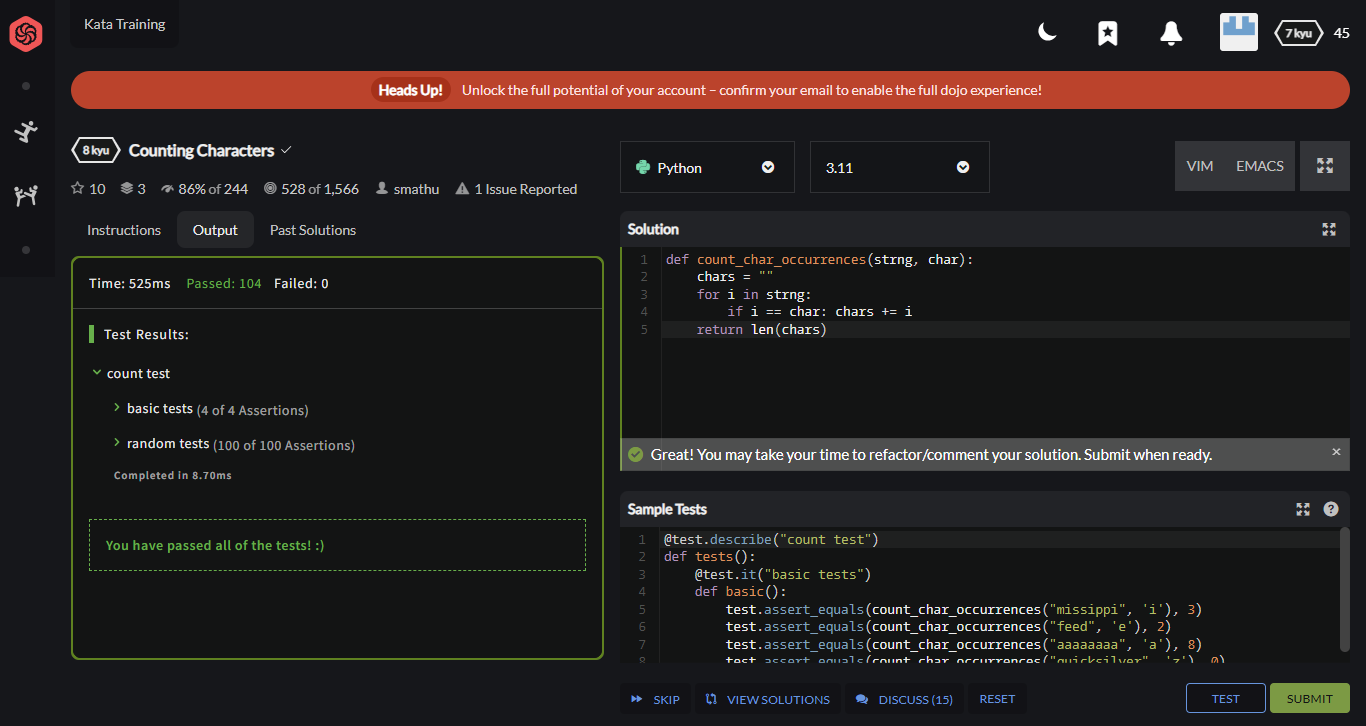 Kata Training
7 kyu 45
Heads Up! Unlock the full potential of your account – confirm your email to enable the full dojo experience!
8 kyu Counting Characters
10 3 86% of 244 528 of 1,566 smathu 1 Issue Reported
Instructions Output Past Solutions
Time: 525ms Passed: 104 Failed: 0
Test Results:
count test
basic tests (4 of 4 Assertions)
random tests (100 of 100 Assertions)
Completed in 8.70ms
You have passed all of the tests! :)
Python 3.11 VIM EMACS
Solution
1 def count_char_occurrences(strng, char):
2 chars = ""
3 for i in strng:
4 if i == char: chars += i
5 return len(chars)
Great! You may take your time to refactor/comment your solution. Submit when ready. ×
Sample Tests ?
1 @test.describe("count test")
2 def tests():
3 @test.it("basic tests")
4 def basic():
5 test.assert_equals(count_char_occurrences("missippi", 'i'), 3)
6 test.assert_equals(count_char_occurrences("feed", 'e'), 2)
7 test.assert_equals(count_char_occurrences("aaaaaaaa", 'a'), 8)
8 test.assert_equals(count_char_occurrences("quicksilver", 'z'), 0)
SKIP VIEW SOLUTIONS DISCUSS (15) RESET TEST SUBMIT